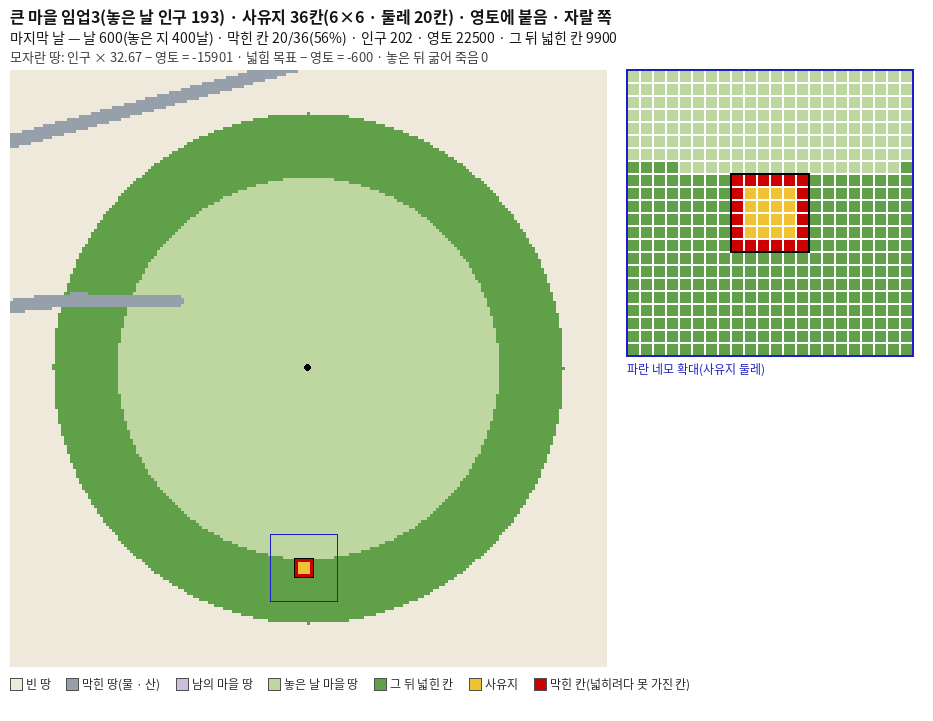 큰 마을 임업3(놓은 날 인구 193) · 사유지 36칸(6×6 · 둘레 20칸) · 영토에 붙음 · 자랄 쪽
마지막 날 — 날 600(놓은 지 400날) · 막힌 칸 20/36(56%) · 인구 202 · 영토 22500 · 그 뒤 넓힌 칸 9900
모자란 땅: 인구 × 32.67 − 영토 = -15901 · 넓힘 목표 − 영토 = -600 · 놓은 뒤 굶어 죽음 0
파란 네모 확대(사유지 둘레)
빈 땅
막힌 땅(물 · 산)
남의 마을 땅
놓은 날 마을 땅
그 뒤 넓힌 칸
사유지
막힌 칸(넓히려다 못 가진 칸)